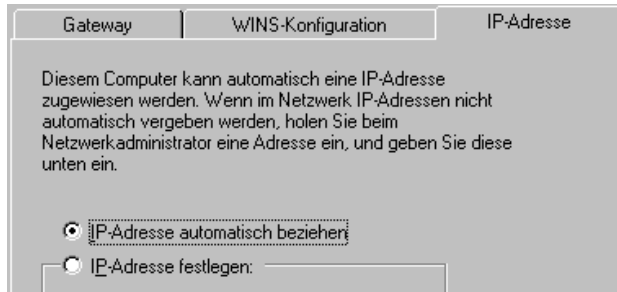 Gateway WINS-Konfiguration IP-Adresse
Diesem Computer kann automatisch eine IP-Adresse
zugewiesen werden. Wenn im Netzwerk IP-Adressen nicht
automatisch vergeben werden, holen Sie beim
Netzwerkadministrator eine Adresse ein, und geben Sie diese
unten ein.
IP-Adresse automatisch beziehen
IP-Adresse festlegen: